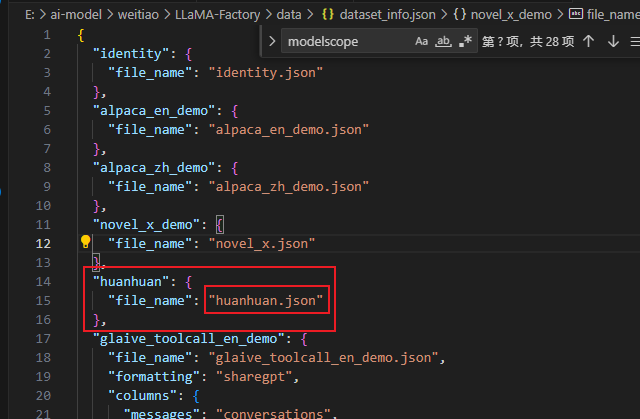 E: > ai-model > weitiao > LLaMA-Factory > data > dataset_info.json > {} novel_x_demo > abc file_name
> modelscope Aa ab .* 第 ? 项, 共 28 项
1 {
2 "identity": {
3 "file_name": "identity.json"
4 },
5 "alpaca_en_demo": {
6 "file_name": "alpaca_en_demo.json"
7 },
8 "alpaca_zh_demo": {
9 "file_name": "alpaca_zh_demo.json"
10 },
11 "novel_x_demo": {
12 "file_name": "novel_x.json"
13 },
14 "huanhuan": {
15 "file_name": "huanhuan.json"
16 },
17 "glaive_toolcall_en_demo": {
18 "file_name": "glaive_toolcall_en_demo.json",
19 "formatting": "sharegpt",
20 "columns": {
21 "messages": "conversations",